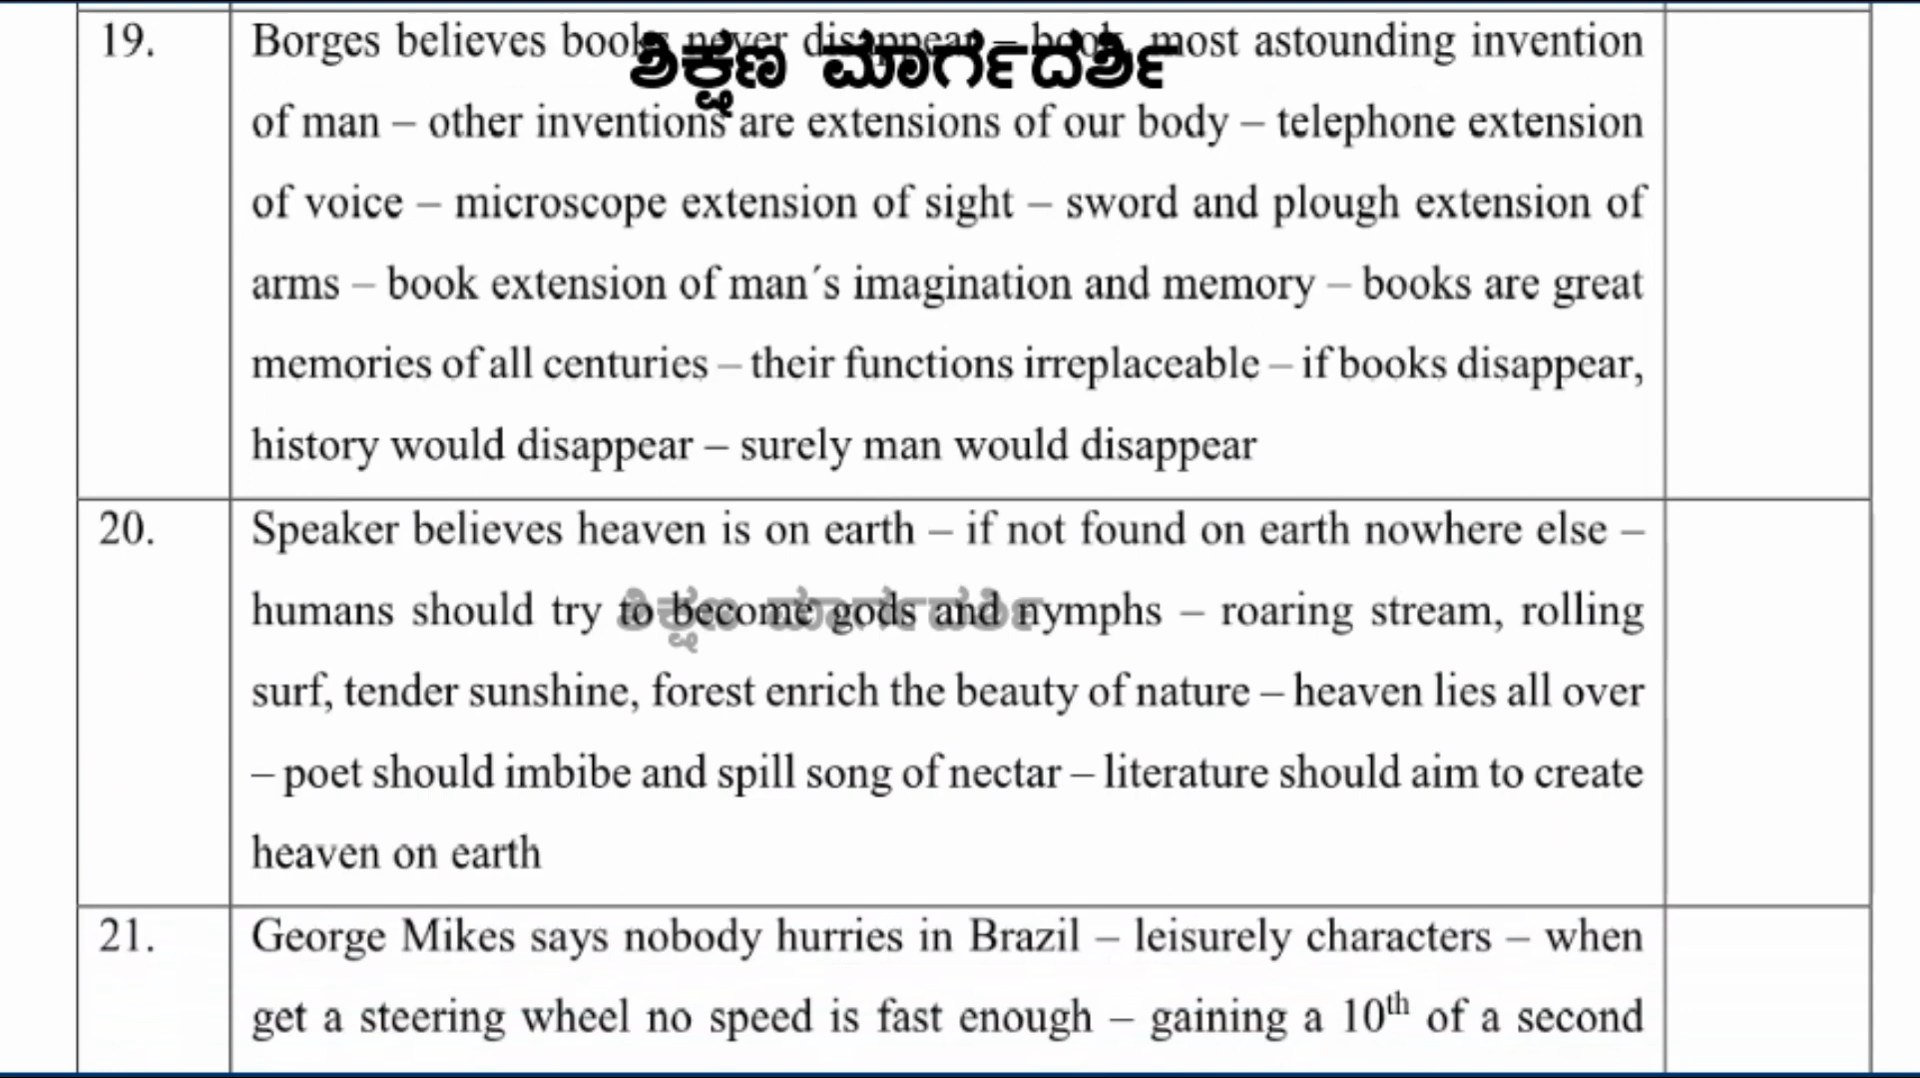 19.
Borges believes books never disappear – book most astounding invention
ಶಿಕ್ಷಣ ಮಾರ್ಗದರ್ಶಿ
of man – other inventions are extensions of our body – telephone extension
of voice – microscope extension of sight – sword and plough extension of
arms – book extension of man´s imagination and memory – books are great
memories of all centuries – their functions irreplaceable – if books disappear,
history would disappear – surely man would disappear
20.
Speaker believes heaven is on earth – if not found on earth nowhere else –
humans should try to become gods and nymphs – roaring stream, rolling
ಶಿಕ್ಷಣ ಮಾರ್ಗದರ್ಶಿ
surf, tender sunshine, forest enrich the beauty of nature – heaven lies all over
– poet should imbibe and spill song of nectar – literature should aim to create
heaven on earth
21.
George Mikes says nobody hurries in Brazil – leisurely characters – when
get a steering wheel no speed is fast enough – gaining a 10th of a second